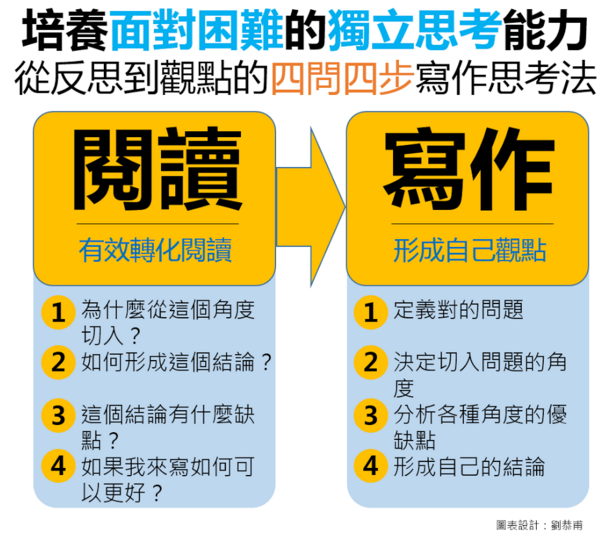 培養面對困難的獨立思考能力
從反思到觀點的四問四步寫作思考法
閱讀
有效轉化閱讀
1 為什麼從這個角度
切入？
2 如何形成這個結論？
3 這個結論有什麼缺
點？
4 如果我來寫如何可
以更好？
寫作
形成自己觀點
1 定義對的問題
2 決定切入問題的角
度
3 分析各種角度的優
缺點
4 形成自己的結論
圖表設計：劉恭甫